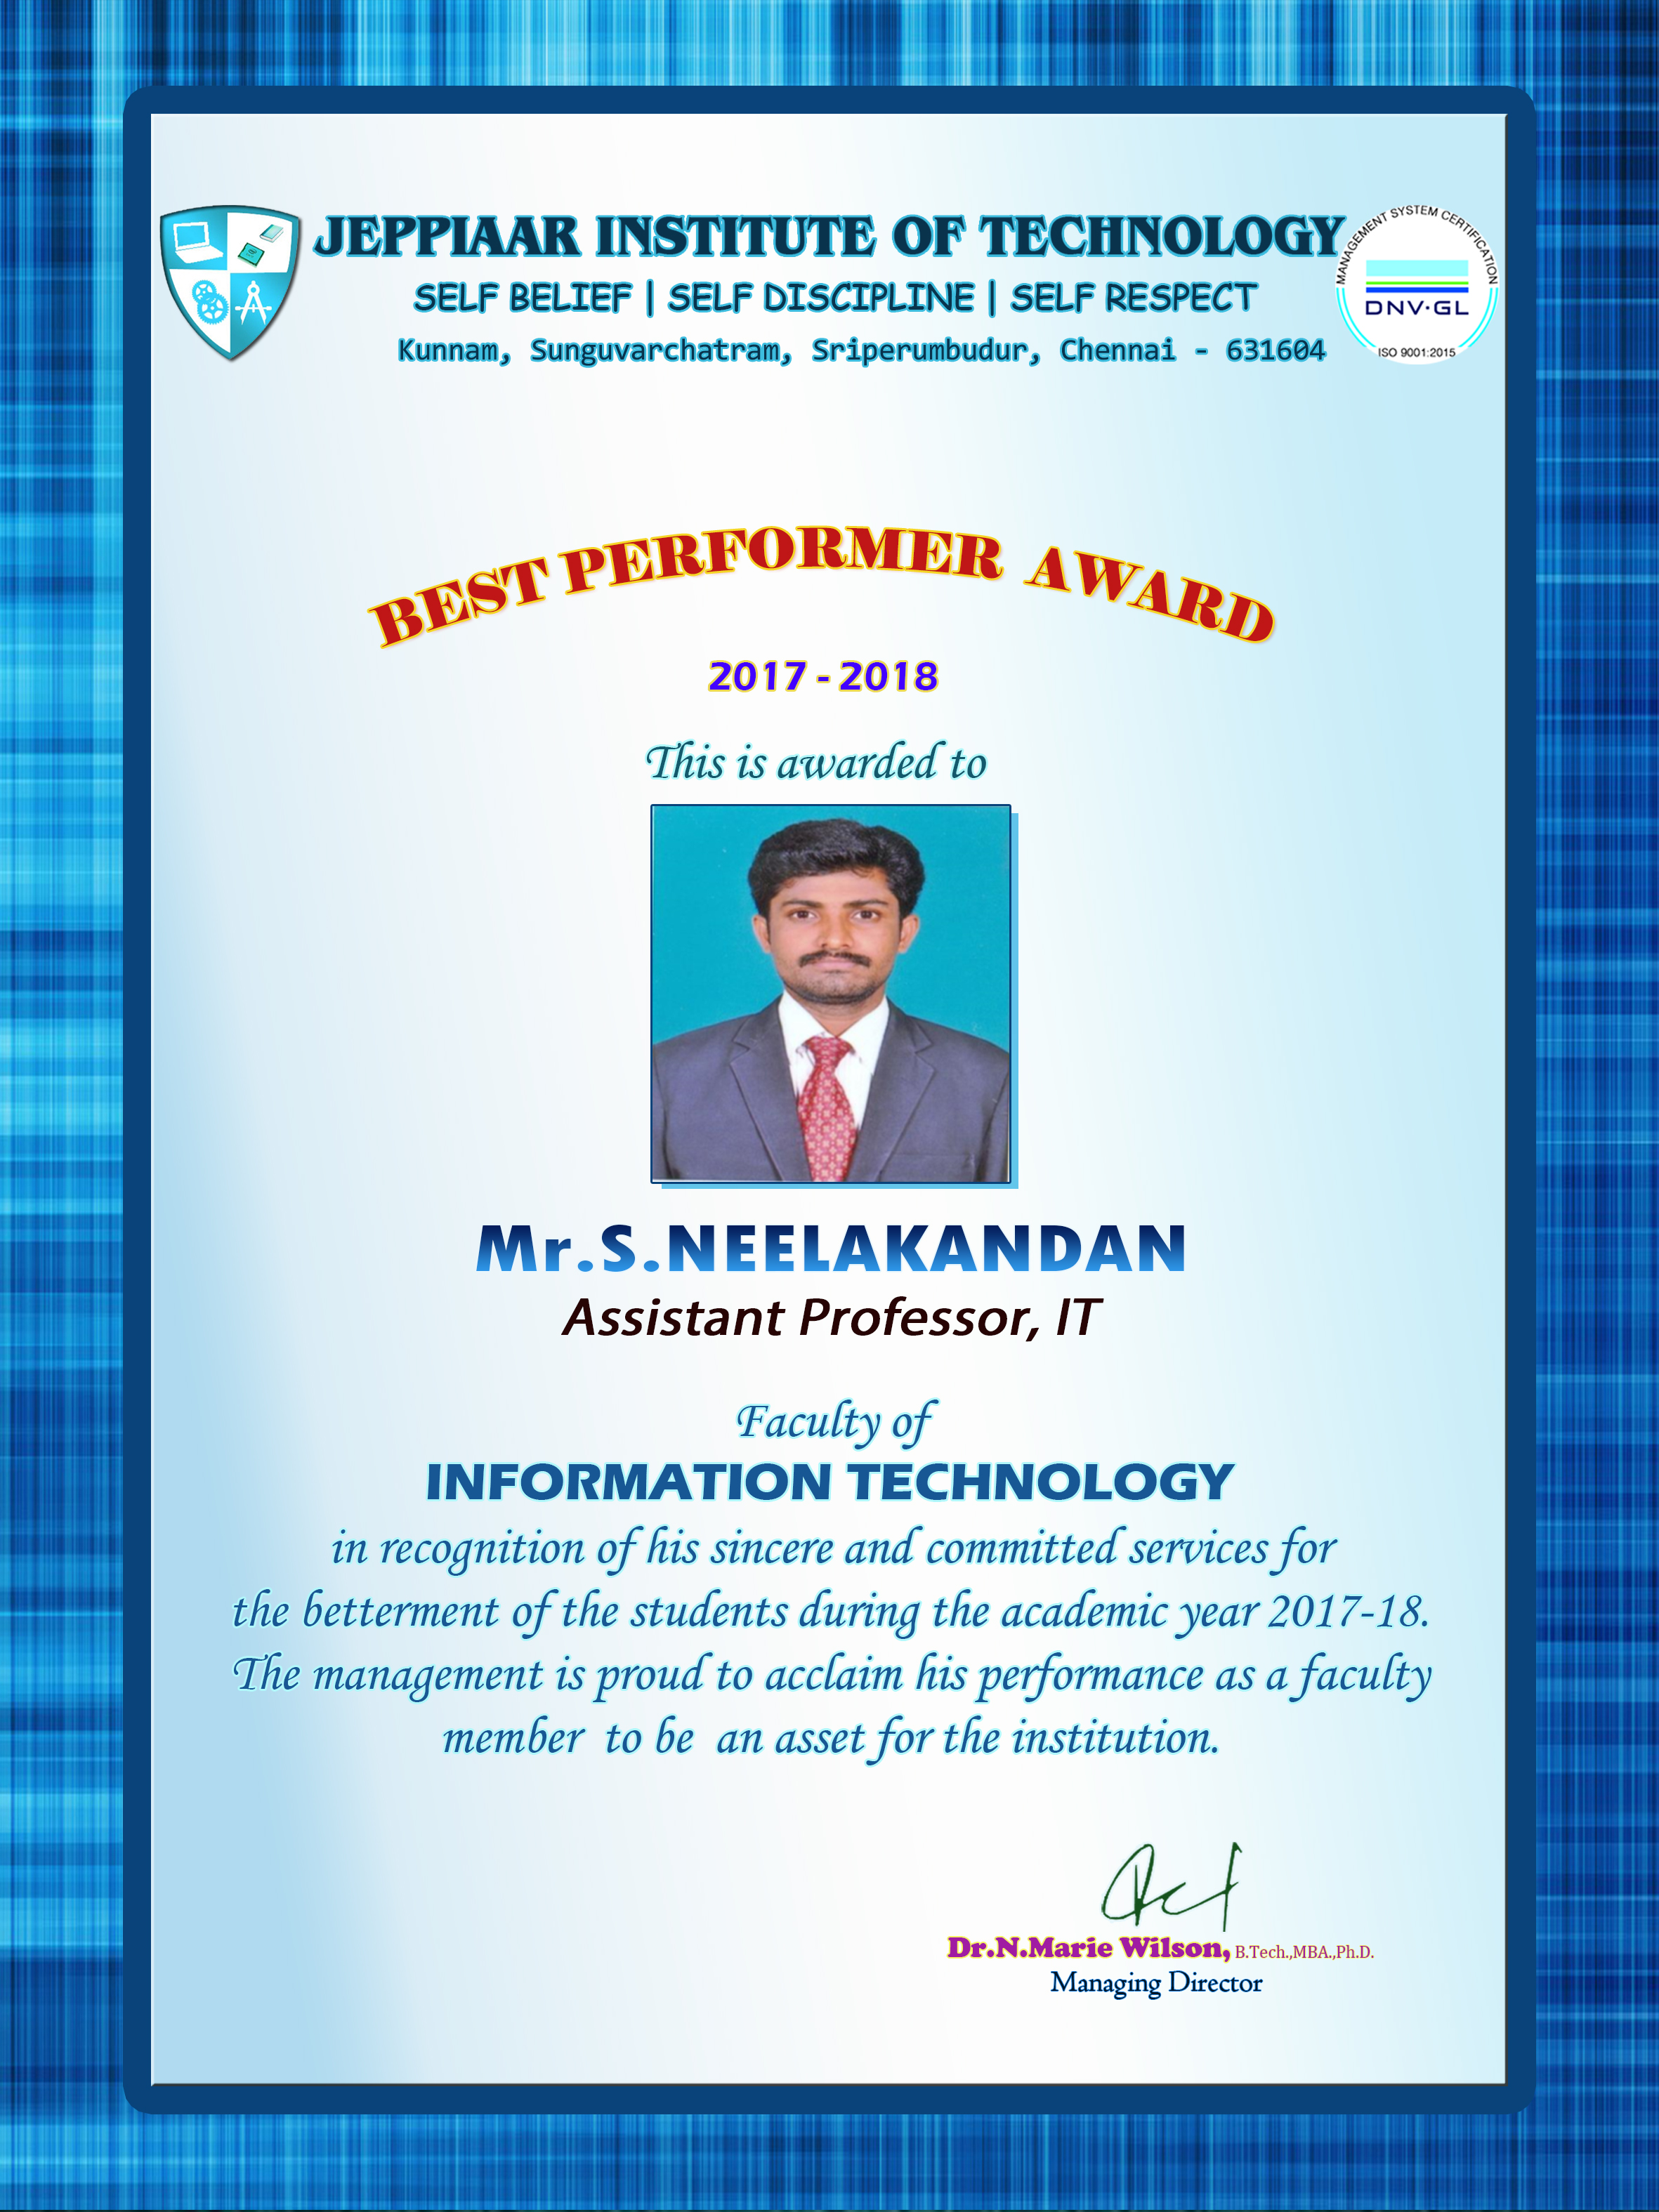 JEPPIAAR INSTITUTE OF TECHNOLOGY
SELF BELIEF | SELF DISCIPLINE | SELF RESPECT
Kunnam, Sunguvarchatram, Sriperumbudur, Chennai - 631604
MANAGEMENT SYSTEM CERTIFICATION
DNV·GL
ISO 9001:2015
BEST PERFORMER AWARD
2017 - 2018
This is awarded to
Mr.S.NEELAKANDAN
Assistant Professor, IT
Faculty of
INFORMATION TECHNOLOGY
in recognition of his sincere and committed services for
the betterment of the students during the academic year 2017-18.
The management is proud to acclaim his performance as a faculty
member to be an asset for the institution.
Dr.N.Marie Wilson, B.Tech.,MBA.,Ph.D.
Managing Director